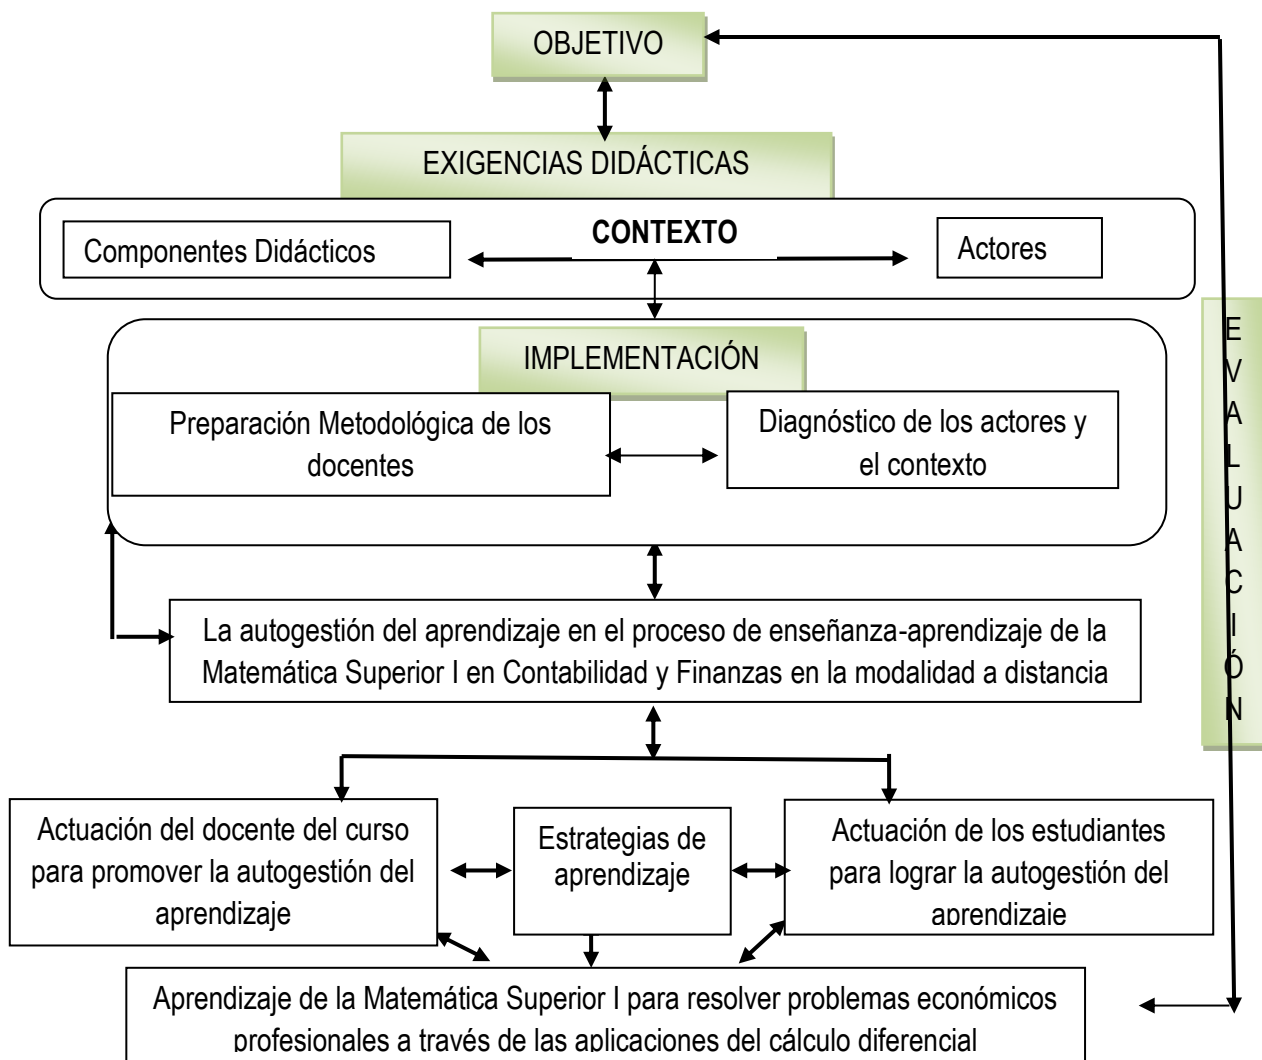 OBJETIVO
EXIGENCIAS DIDÁCTICAS
CONTEXTO
Componentes Didácticos
Actores
IMPLEMENTACIÓN
Preparación Metodológica de los
docentes
Diagnóstico de los actores y
el contexto
La autogestión del aprendizaje en el proceso de enseñanza-aprendizaje de la
Matemática Superior I en Contabilidad y Finanzas en la modalidad a distancia
Actuación del docente del curso
para promover la autogestión del
aprendizaje
Estrategias de
aprendizaje
Actuación de los estudiantes
para lograr la autogestión del
aprendizaje
Aprendizaje de la Matemática Superior I para resolver problemas económicos
profesionales a través de las aplicaciones del cálculo diferencial
E
V
A
L
U
A
C
I
Ó
N